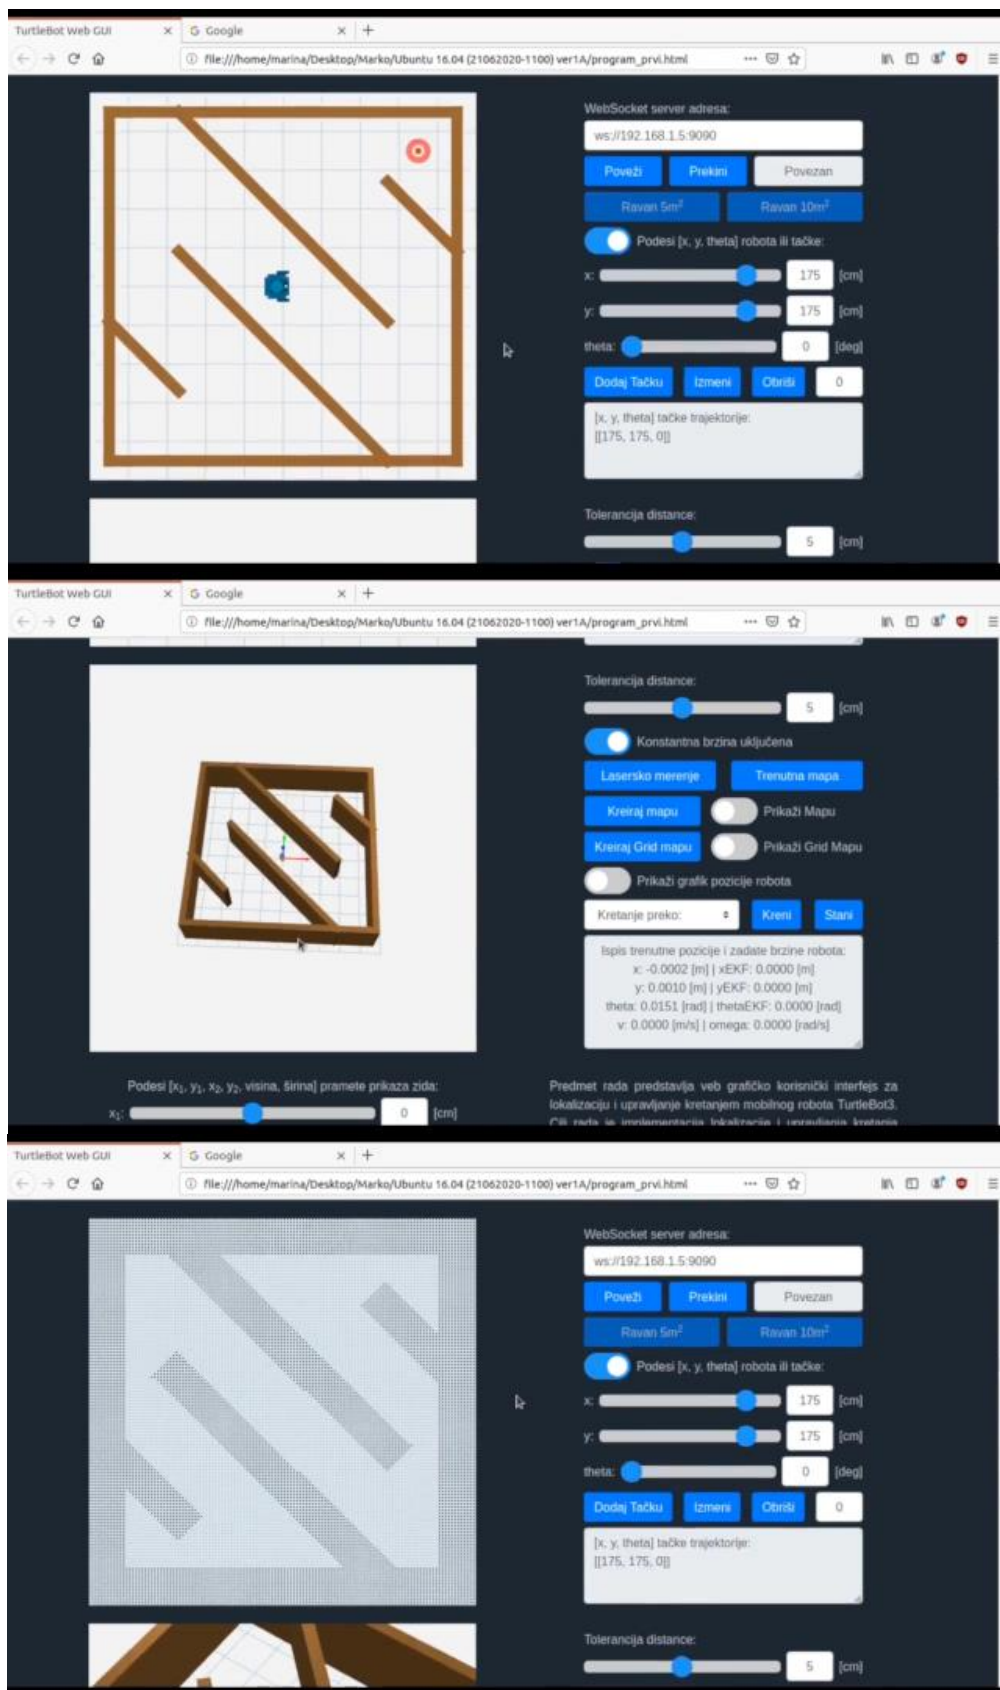 TurtleBot Web GUI
Google
file:///home/marina/Desktop/Marko/Ubuntu 16.04 (21062020-1100) ver1A/program_prvi.html
WebSocket server adresa:
ws://192.168.1.5:9090
Poveži Prekini Povezan
Ravan 5m² Ravan 10m²
Podesi [x, y, theta] robota ili tačke:
x: 175 [cm]
y: 175 [cm]
theta: 0 [deg]
Dodaj Tačku Izmeni Obriši 0
[x, y, theta] tačke trajektorije:
[[175, 175, 0]]
Tolerancija distance:
5 [cm]
TurtleBot Web GUI
Google
file:///home/marina/Desktop/Marko/Ubuntu 16.04 (21062020-1100) ver1A/program_prvi.html
Tolerancija distance:
5 [cm]
Konstantna brzina uključena
Lasersko merenje Trenutna mapa
Kreiraj mapu Prikaži Mapu
Kreiraj Grid mapu Prikaži Grid Mapu
Prikaži grafik pozicije robota
Kretanje preko: Kreni Stani
Ispis trenutne pozicije i zadate brzine robota:
x: -0.0002 [m] | xEKF: 0.0000 [m]
y: 0.0010 [m] | yEKF: 0.0000 [m]
theta: 0.0151 [rad] | thetaEKF: 0.0000 [rad]
v: 0.0000 [m/s] | omega: 0.0000 [rad/s]
Podesi [x₁, y₁, x₂, y₂, visina, širina] pramete prikaza zida:
x₁: 0 [cm]
Predmet rada predstavlja veb grafičko korisnički interfejs za
lokalizaciju i upravljanje kretanjem mobilnog robota TurtleBot3.
Cilj rada je implementacija lokalizacije i upravljanja kretanja
TurtleBot Web GUI
Google
file:///home/marina/Desktop/Marko/Ubuntu 16.04 (21062020-1100) ver1A/program_prvi.html
WebSocket server adresa:
ws://192.168.1.5:9090
Poveži Prekini Povezan
Ravan 5m² Ravan 10m²
Podesi [x, y, theta] robota ili tačke:
x: 175 [cm]
y: 175 [cm]
theta: 0 [deg]
Dodaj Tačku Izmeni Obriši 0
[x, y, theta] tačke trajektorije:
[[175, 175, 0]]
Tolerancija distance:
5 [cm]